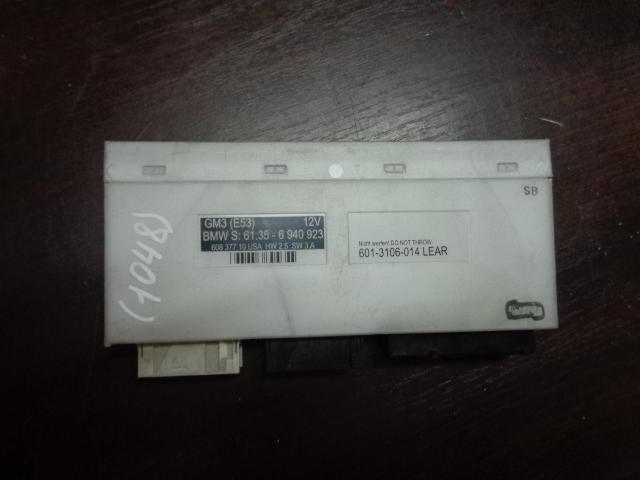 SB
GM3 (E53) 12V
BMW S: 61.35 - 6 940 923
608 377 10 USA HW 2.5 SW 3.A
Nicht werfen! DO NOT THROW
601-3106-014 LEAR
(1048)